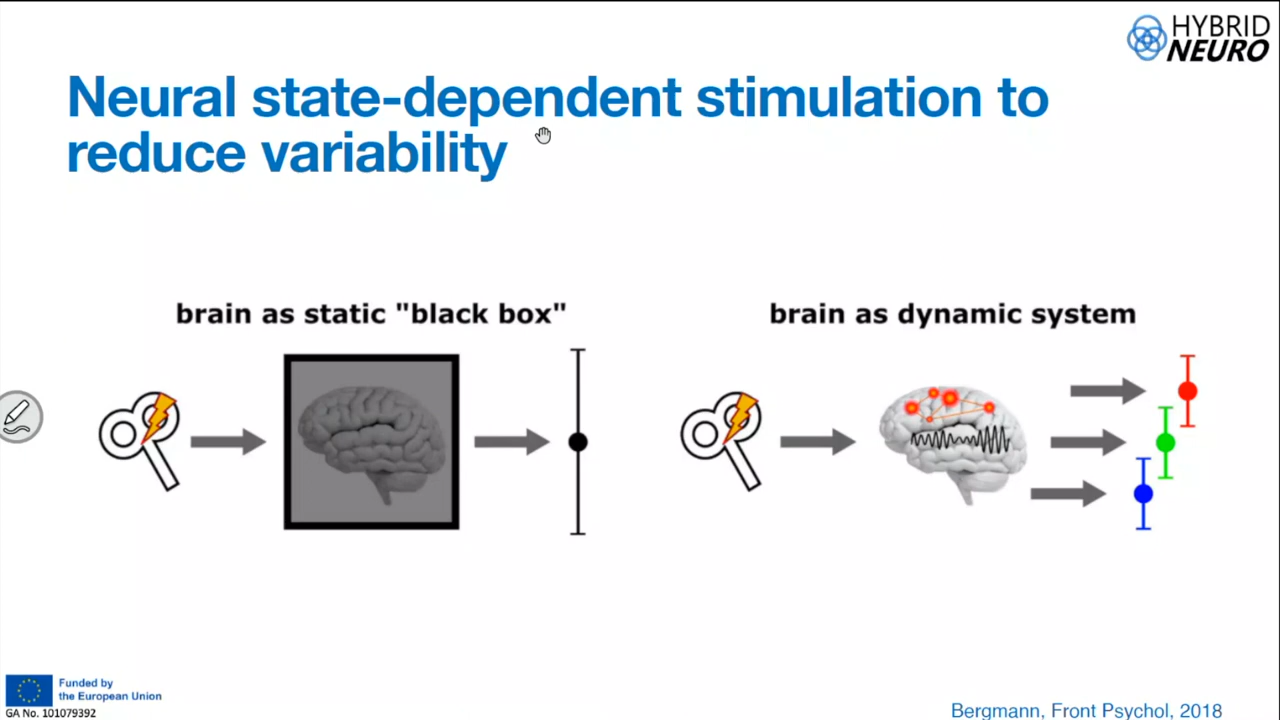 HYBRID
NEURO
Neural state-dependent stimulation to
reduce variability
brain as static "black box"
brain as dynamic system
Funded by
the European Union
GA No. 101079392
Bergmann, Front Psychol, 2018